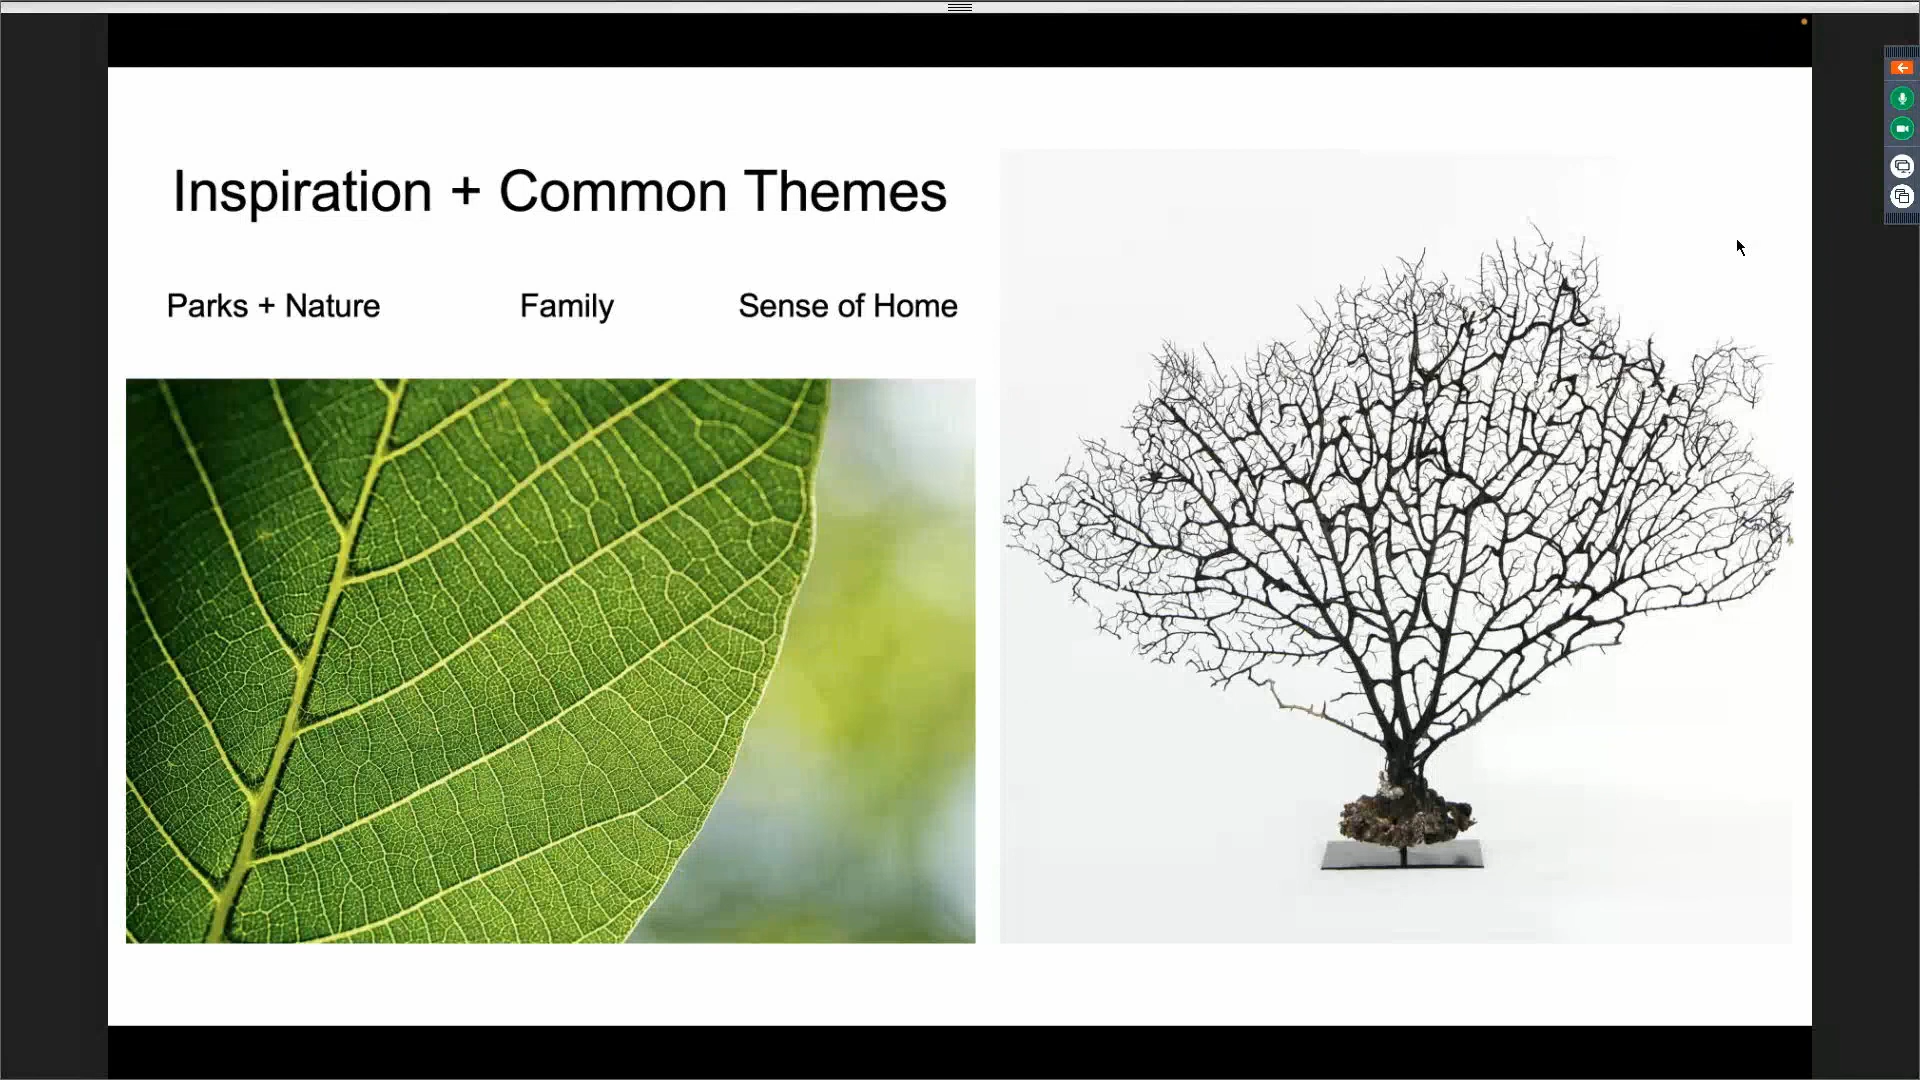 Inspiration + Common Themes
Parks + Nature
Family
Sense of Home